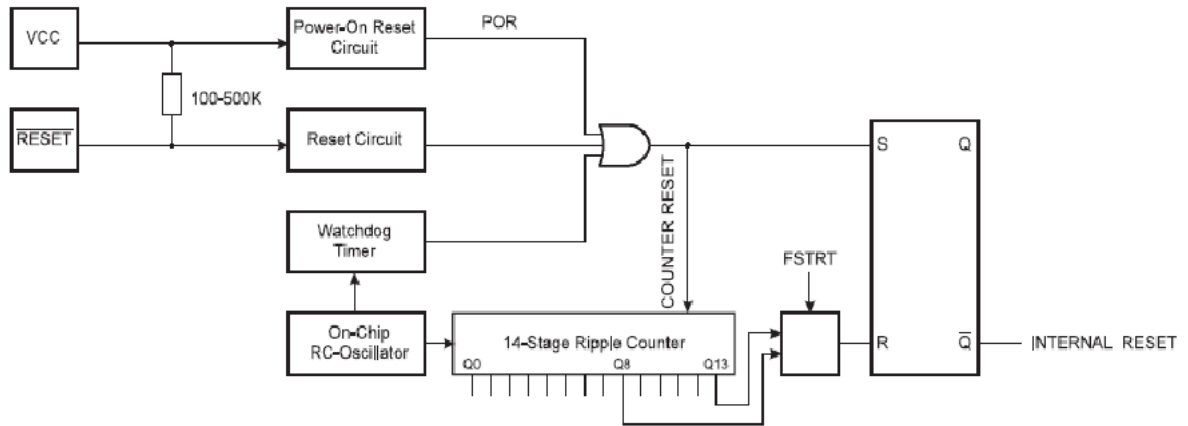 VCC
Power-On Reset
Circuit
POR
100-500K
RESET
Reset Circuit
S
Q
COUNTER RESET
Watchdog
Timer
FSTRT
On-Chip
RC-Oscillator
14-Stage Ripple Counter
Q0
Q8
Q13
R
Q
INTERNAL RESET